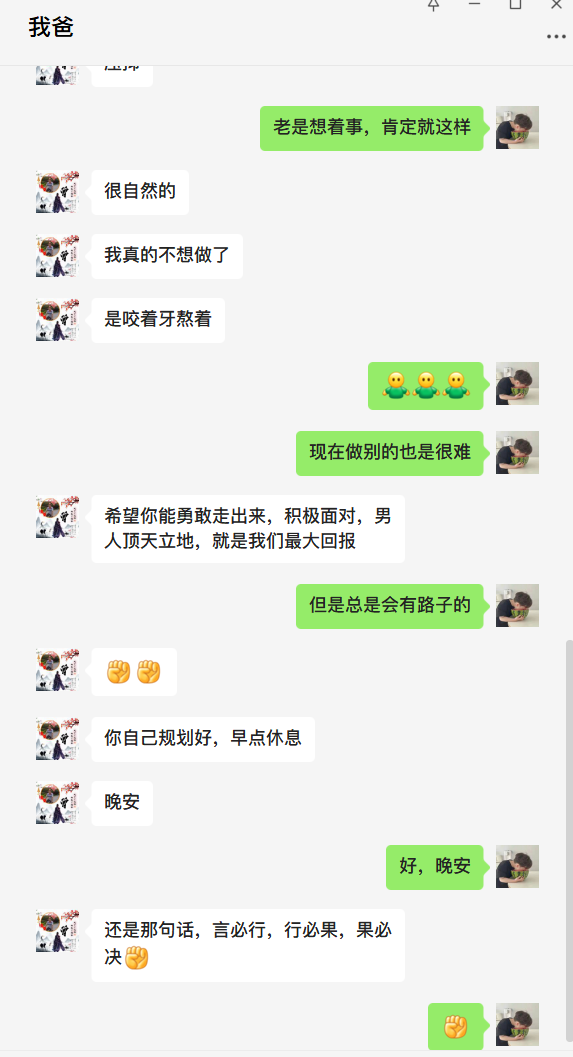 我爸
老是想着事，肯定就这样
很自然的
我真的不想做了
是咬着牙熬着
🤷‍♂️🤷‍♂️🤷‍♂️
现在做别的也是很难
希望你能勇敢走出来，积极面对，男
人顶天立地，就是我们最大回报
但是总是会有路子的
✊✊
你自己规划好，早点休息
晚安
好，晚安
还是那句话，言必行，行必果，果必
决✊
✊